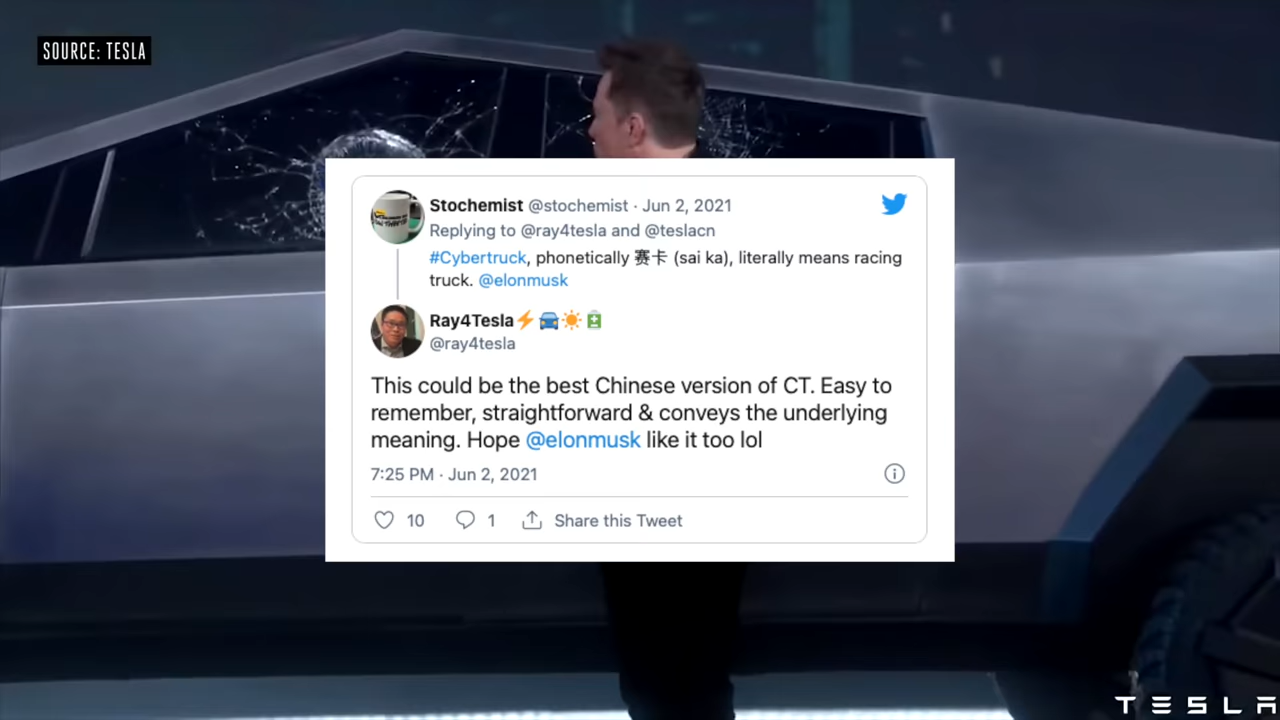 SOURCE: TESLA
Stochemist @stochemist · Jun 2, 2021
Replying to @ray4tesla and @teslacn
#Cybertruck, phonetically 赛卡 (sai ka), literally means racing
truck. @elonmusk
Ray4Tesla⚡🚘☀️🔋
@ray4tesla
This could be the best Chinese version of CT. Easy to
remember, straightforward & conveys the underlying
meaning. Hope @elonmusk like it too lol
7:25 PM · Jun 2, 2021
10 1 Share this Tweet
TESLA